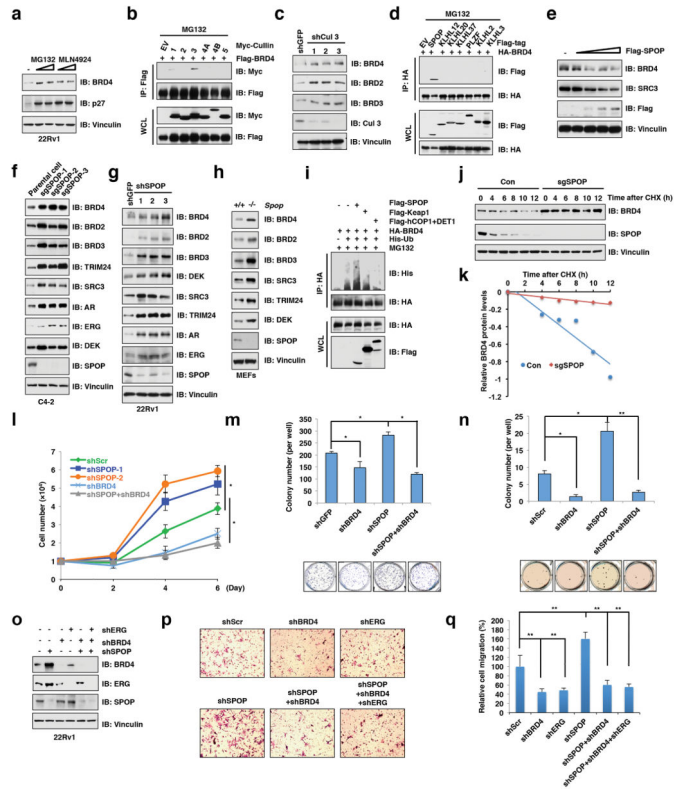 a
MG132 MLN4924
-
IB: BRD4
IB: p27
IB: Vinculin
22Rv1
b
MG132
EV 1 2 3 4A 4B 5 Myc-Cullin
+ + + + + + + Flag-BRD4
IP: Flag
IB: Myc
IB: Flag
WCL
IB: Myc
IB: Flag
c
shGFP
shCul 3
1 2 3
IB: BRD4
IB: BRD2
IB: BRD3
IB: Cul 3
IB: Vinculin
d
MG132
EV SPOP KLHL12 KLHL20 KLHL37 PLZF KLHL2 KLHL3 Flag-tag
+ + + + + + + + HA-BRD4
IP: HA
IB: Flag
IB: HA
WCL
IB: Flag
IB: HA
e
- - Flag-SPOP
IB: BRD4
IB: SRC3
IB: Flag
IB: Vinculin
f
Parental cell
sgSPOP-1
sgSPOP-2
sgSPOP-3
IB: BRD4
IB: BRD2
IB: BRD3
IB: TRIM24
IB: SRC3
IB: AR
IB: ERG
IB: DEK
IB: SPOP
IB: Vinculin
C4-2
g
shGFP
shSPOP
1 2 3
IB: BRD4
IB: BRD2
IB: BRD3
IB: DEK
IB: SRC3
IB: TRIM24
IB: AR
IB: ERG
IB: SPOP
IB: Vinculin
22Rv1
h
+/+ -/- Spop
IB: BRD4
IB: BRD2
IB: BRD3
IB: SRC3
IB: TRIM24
IB: DEK
IB: SPOP
IB: Vinculin
MEFs
i
Flag-SPOP
Flag-Keap1
Flag-hCOP1+DET1
HA-BRD4
His-Ub
MG132
IP: HA
IB: His
IB: HA
WCL
IB: HA
IB: Flag
j
Con sgSPOP
0 4 6 8 10 12 0 4 6 8 10 12 Time after CHX (h)
IB: BRD4
IB: SPOP
IB: Vinculin
k
Time after CHX (h)
0 2 4 6 8 10 12
Relative BRD4 protein levels
0
-0.2
-0.4
-0.6
-0.8
-1
-1.2
Con sgSPOP
l
Cell number (×10⁴)
7
6
5
4
3
2
1
0
shScr
shSPOP-1
shSPOP-2
shBRD4
shSPOP+shBRD4
*
*
0 2 4 6 (Day)
m
Colony number (per well)
350
300
250
200
150
100
50
0
* * *
shGFP
shBRD4
shSPOP
shSPOP+shBRD4
n
Colony number (per well)
25
20
15
10
5
0
* * **
shScr
shBRD4
shSPOP
shSPOP+shBRD4
o
shERG
shBRD4
shSPOP
IB: BRD4
IB: ERG
IB: SPOP
IB: Vinculin
22Rv1
p
shScr shBRD4 shERG
shSPOP
shSPOP +shBRD4
shSPOP +shBRD4 +shERG
q
Relative cell migration (%)
200
180
160
140
120
100
80
60
40
20
0
** ** ** ** **
shScr
shBRD4
shERG
shSPOP
shSPOP+shBRD4
shSPOP+shBRD4+shERG